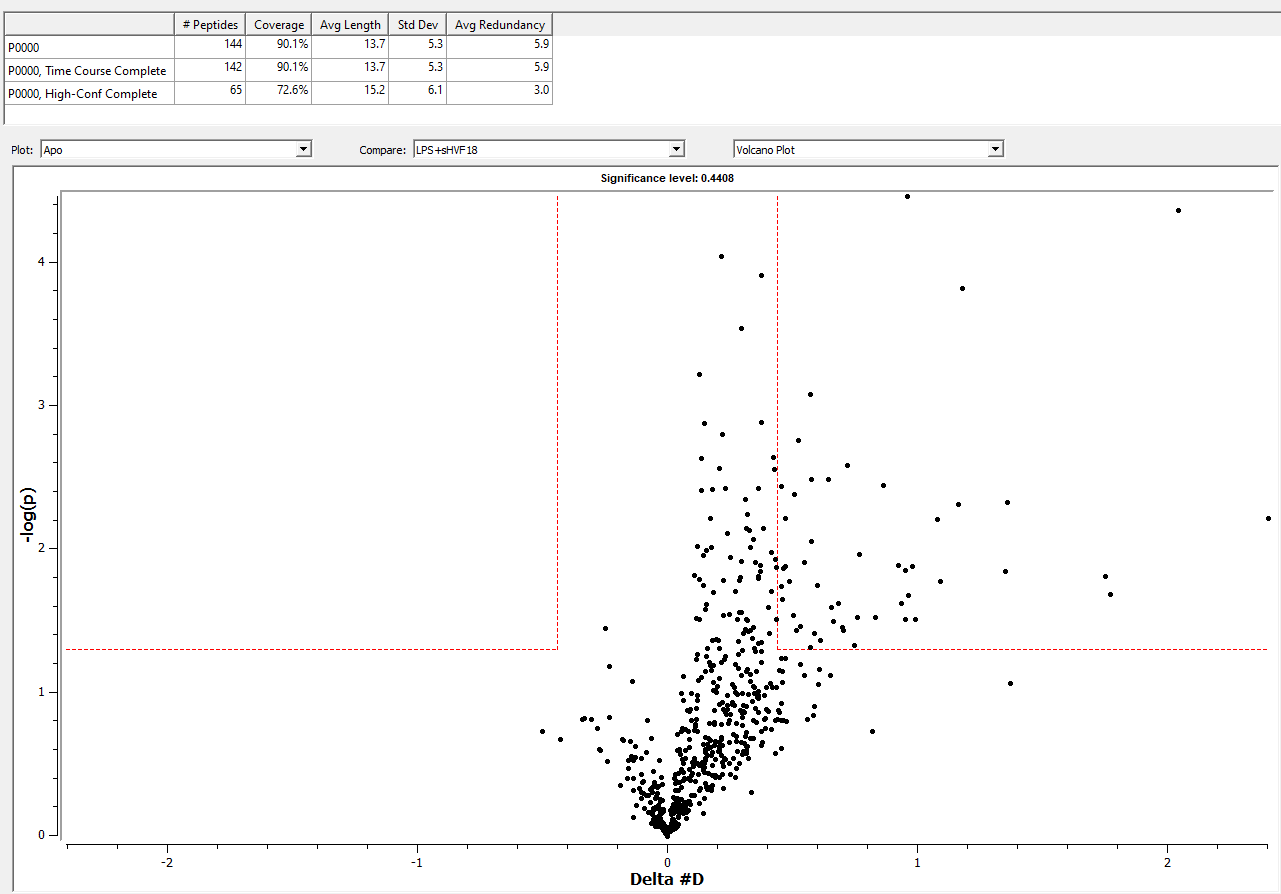 # Peptides Coverage Avg Length Std Dev Avg Redundancy
P0000 144 90.1% 13.7 5.3 5.9
P0000, Time Course Complete 142 90.1% 13.7 5.3 5.9
P0000, High-Conf Complete 65 72.6% 15.2 6.1 3.0
Plot: Apo Compare: LPS+sHVF18 Volcano Plot
Significance level: 0.4408
4
3
-log(p)
2
1
0
-2 -1 0 1 2
Delta #D